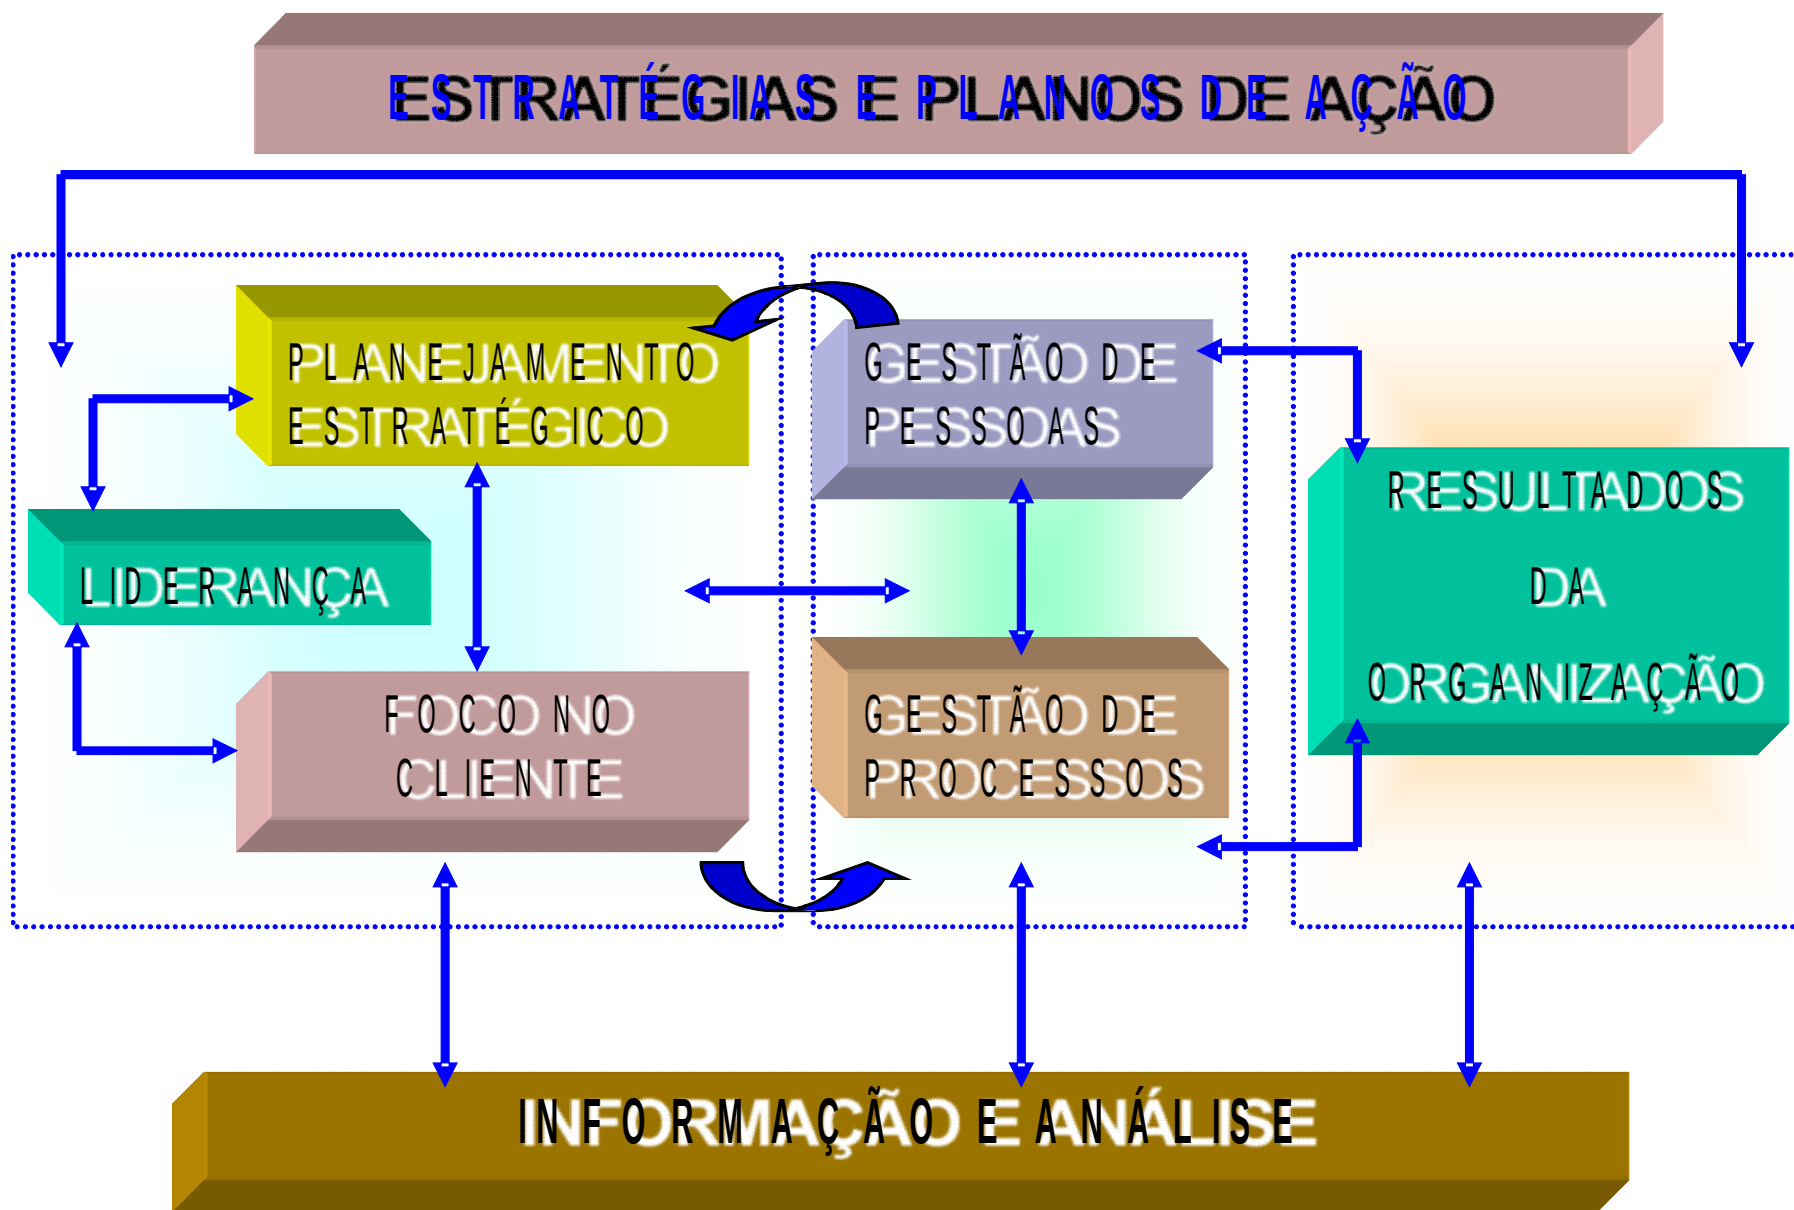 ESTRATÉGIAS E PLANOS DE AÇÃO
PLANEJAMENTO
ESTRATÉGICO
GESTÃO DE
PESSOAS
LIDERANÇA
RESULTADOS
DA
ORGANIZAÇÃO
FOCO NO
CLIENTE
GESTÃO DE
PROCESSOS
INFORMAÇÃO E ANÁLISE